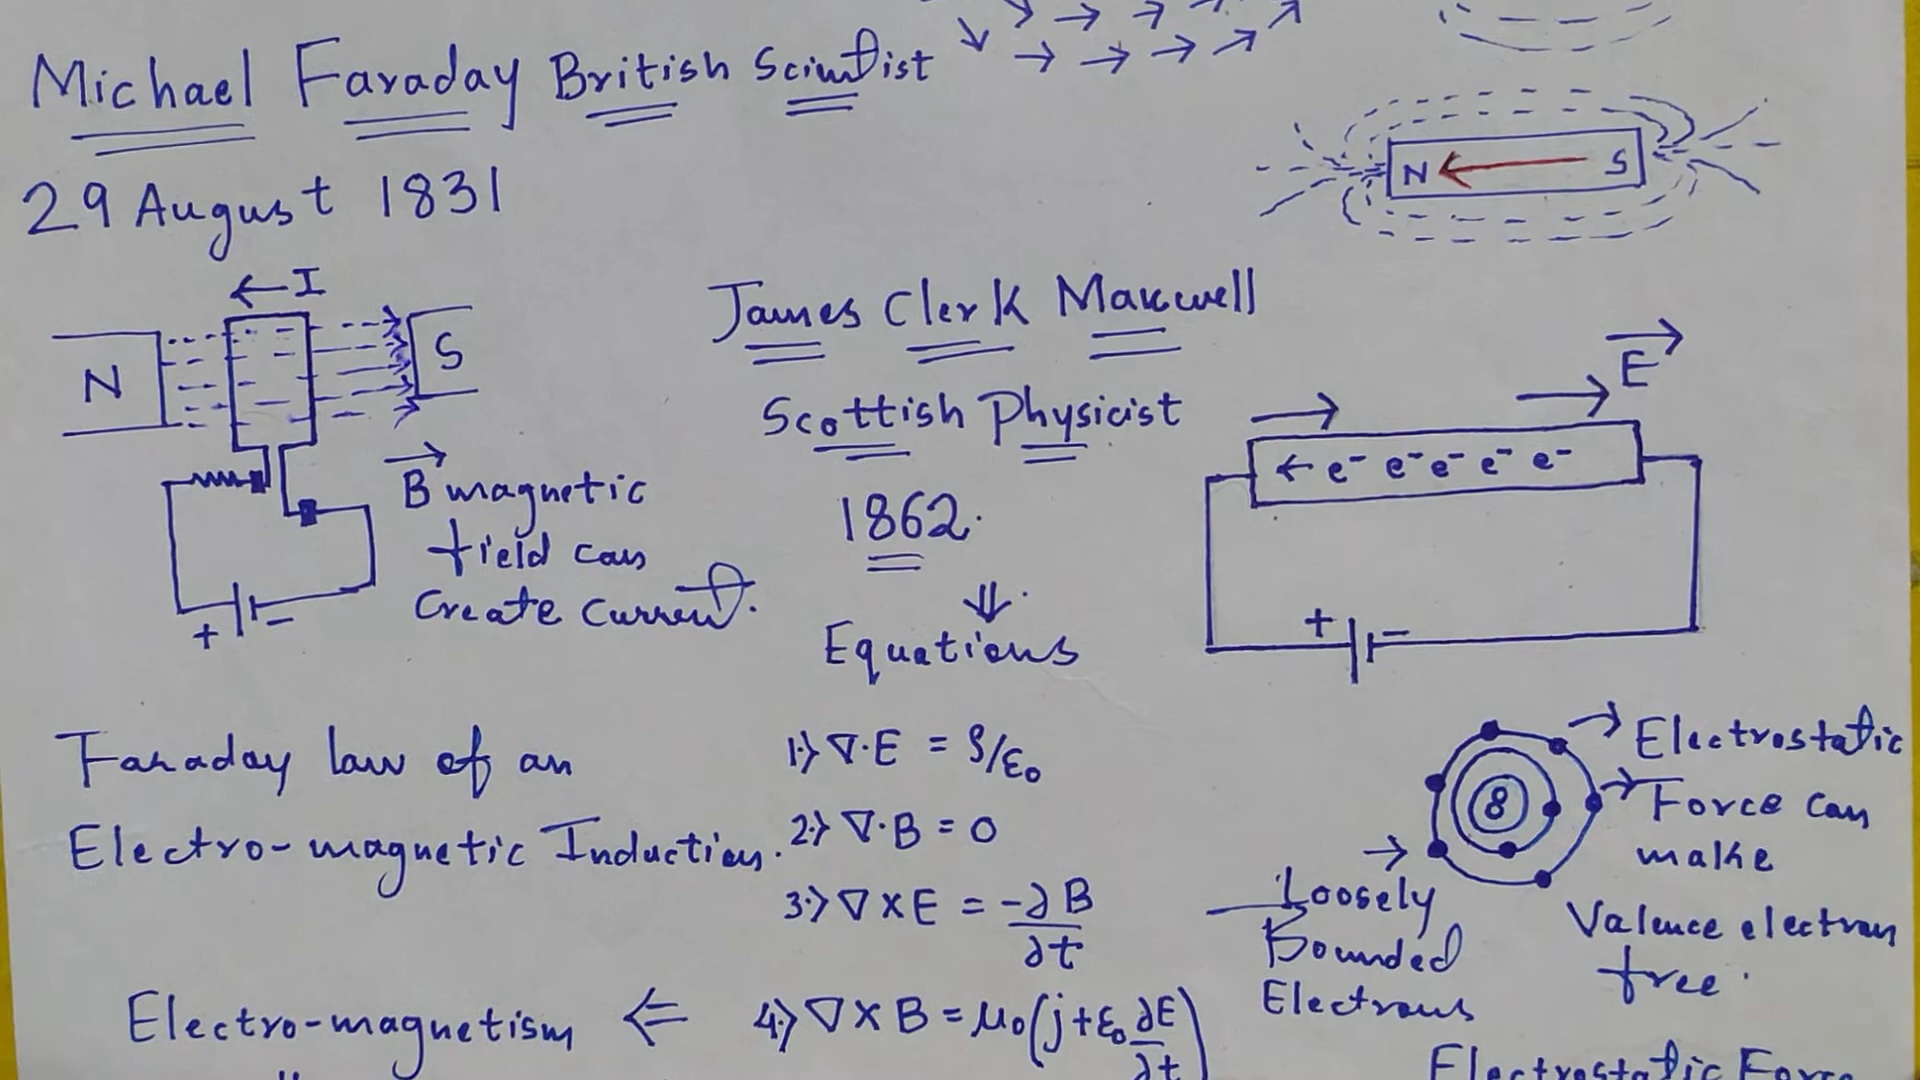 Michael Faraday British Scientist
29 August 1831
N S
← I
N S
B magnetic
field can
Create Current.
James Clerk Maxwell
Scottish Physicist
1862.
⇓
Equations
E
← e⁻ e⁻ e⁻ e⁻ e⁻
+ −
+ −
Faraday law of an
Electro-magnetic Induction.
1.) ∇·E = ρ/ε₀
2.) ∇·B = 0
3.) ∇×E = -∂B/∂t
4.) ∇×B = μ₀(j+ε₀ ∂E/∂t)
Electro-magnetism ⇐
8
→ Electrostatic
→ Force can
make
Valence electron
free.
→ Loosely
Bounded
Electrons
Electrostatic Force